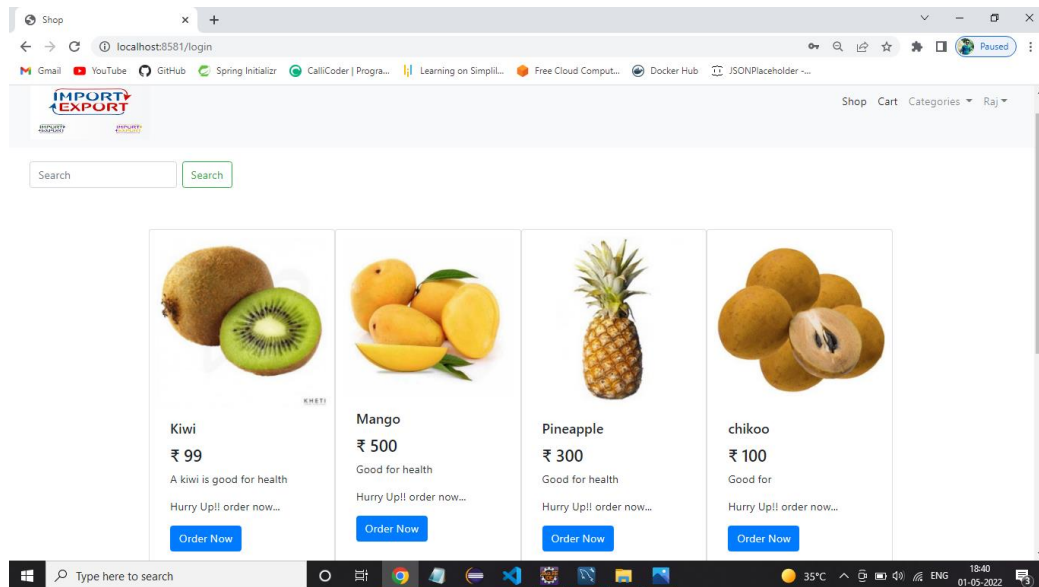 Shop
localhost:8581/login
Paused
Gmail YouTube GitHub Spring Initializr CalliCoder | Progra... Learning on Simplil... Free Cloud Comput... Docker Hub JSONPlaceholder -...
IMPORT
EXPORT
Shop Cart Categories Raj
Search Search
KHETI
Kiwi
₹ 99
A kiwi is good for health
Hurry Up!! order now...
Order Now
Mango
₹ 500
Good for health
Hurry Up!! order now...
Order Now
Pineapple
₹ 300
Good for health
Hurry Up!! order now...
Order Now
chikoo
₹ 100
Good for
Hurry Up!! order now...
Order Now
Type here to search
35°C ENG 18:40
01-05-2022
3